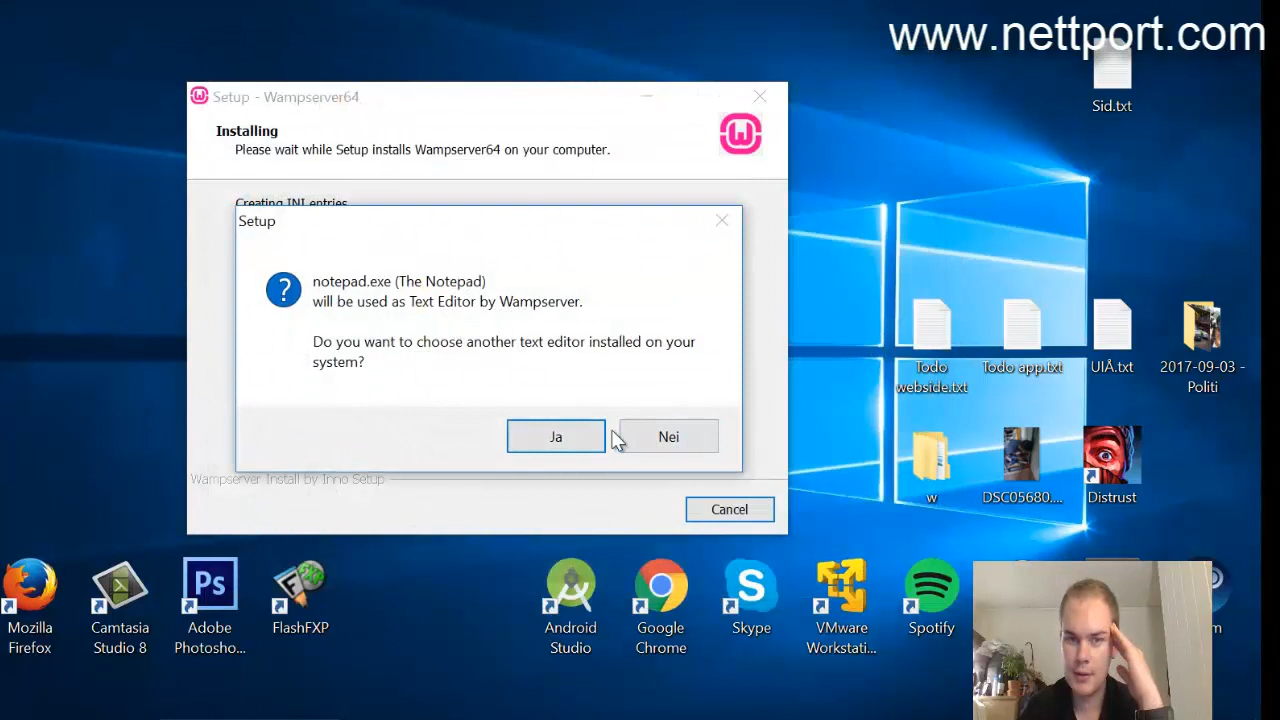 www.nettport.com
Setup - Wampserver64
Installing
Please wait while Setup installs Wampserver64 on your computer.
Creating INI entries
Setup
notepad.exe (The Notepad)
will be used as Text Editor by Wampserver.
Do you want to choose another text editor installed on your
system?
Ja
Nei
Wampserver Install by Inno Setup
Cancel
Sid.txt
Todo
webside.txt
Todo app.txt
UIÅ.txt
2017-09-03 -
Politi
w
DSC05680....
Distrust
Mozilla
Firefox
Camtasia
Studio 8
Ps
Adobe
Photosho...
FlashFXP
Android
Studio
Google
Chrome
Skype
VMware
Workstati...
Spotify